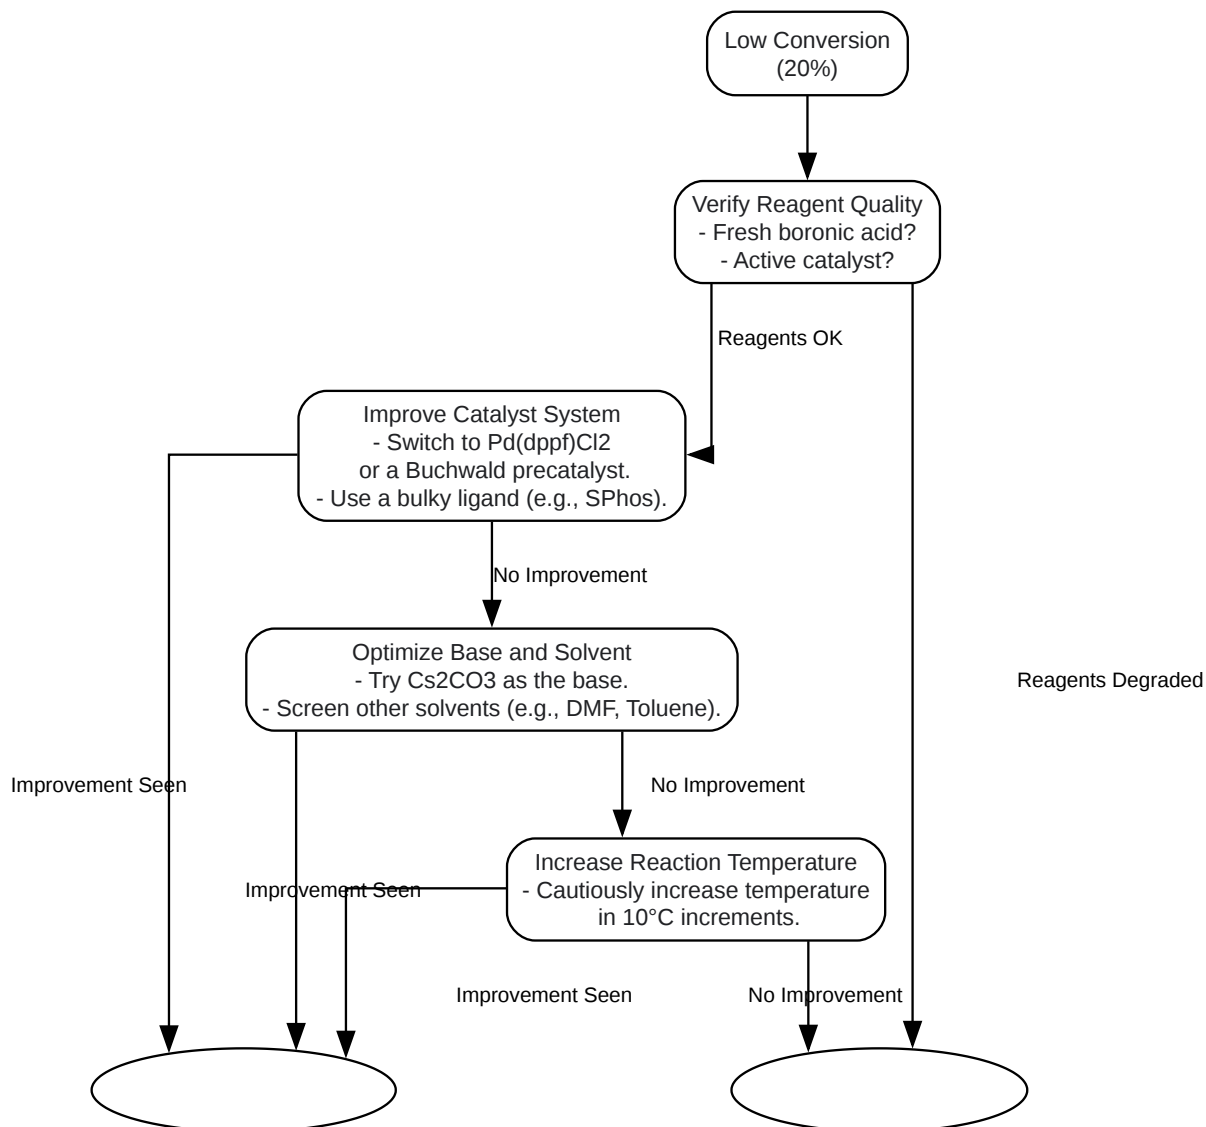 Low Conversion
(20%)
Verify Reagent Quality
- Fresh boronic acid?
- Active catalyst?
Reagents OK
Improve Catalyst System
- Switch to Pd(dppf)Cl2
or a Buchwald precatalyst.
- Use a bulky ligand (e.g., SPhos).
No Improvement
Optimize Base and Solvent
- Try Cs2CO3 as the base.
- Screen other solvents (e.g., DMF, Toluene).
Reagents Degraded
Improvement Seen
No Improvement
Increase Reaction Temperature
- Cautiously increase temperature
in 10°C increments.
Improvement Seen
Improvement Seen
No Improvement